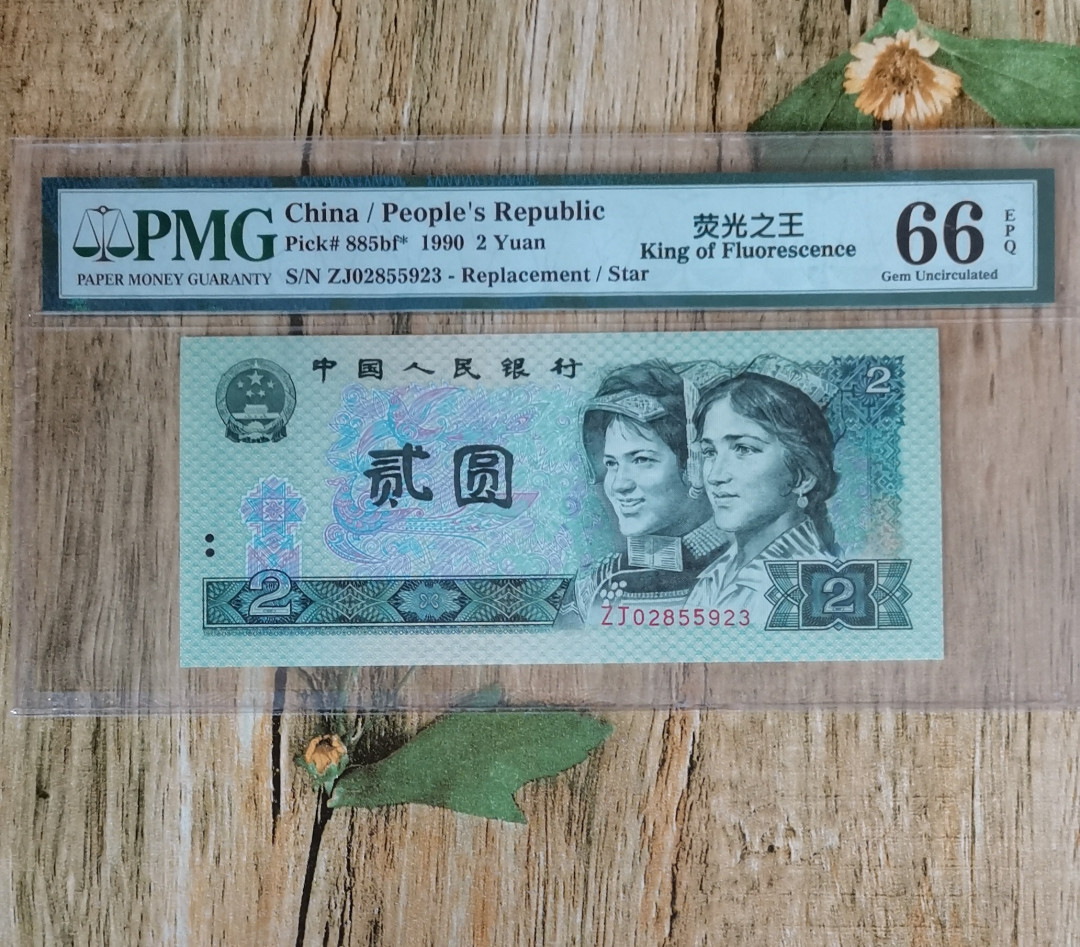 PMG
PAPER MONEY GUARANTY
China / People's Republic
Pick# 885bf* 1990 2 Yuan
S/N ZJ02855923 - Replacement / Star
荧光之王
King of Fluorescence
66
EPQ
Gem Uncirculated
中国人民银行
2
贰圆
2
ZJ02855923
2